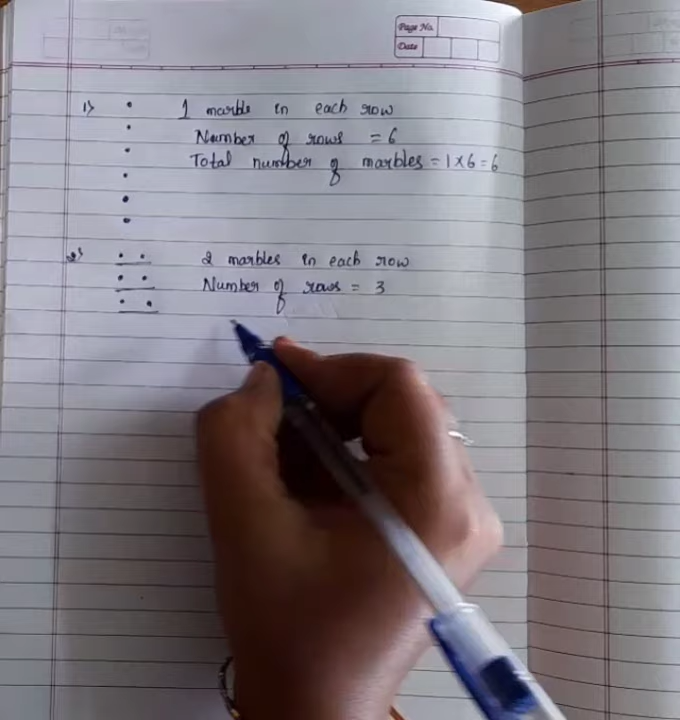 Page No.
Date
1) 1 marble in each row
Number of rows = 6
Total number of marbles = 1 x 6 = 6
2) 2 marbles in each row
Number of rows = 3